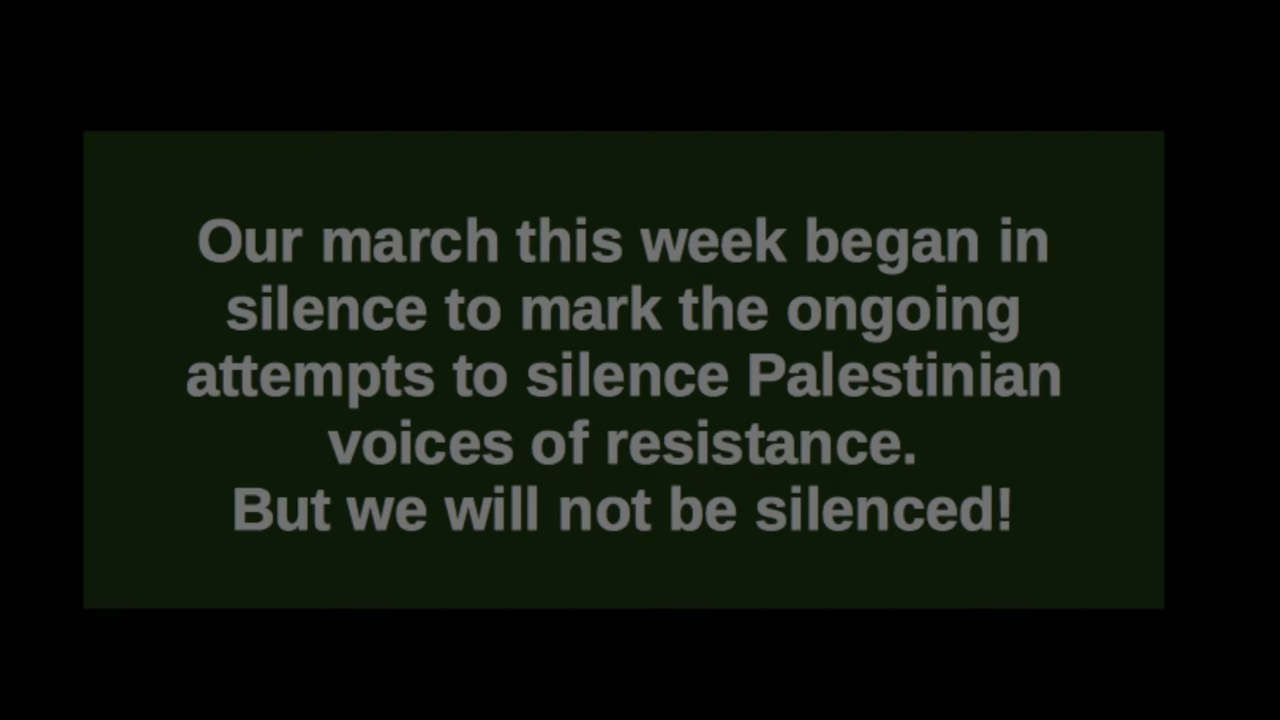 Our march this week began in
silence to mark the ongoing
attempts to silence Palestinian
voices of resistance.
But we will not be silenced!